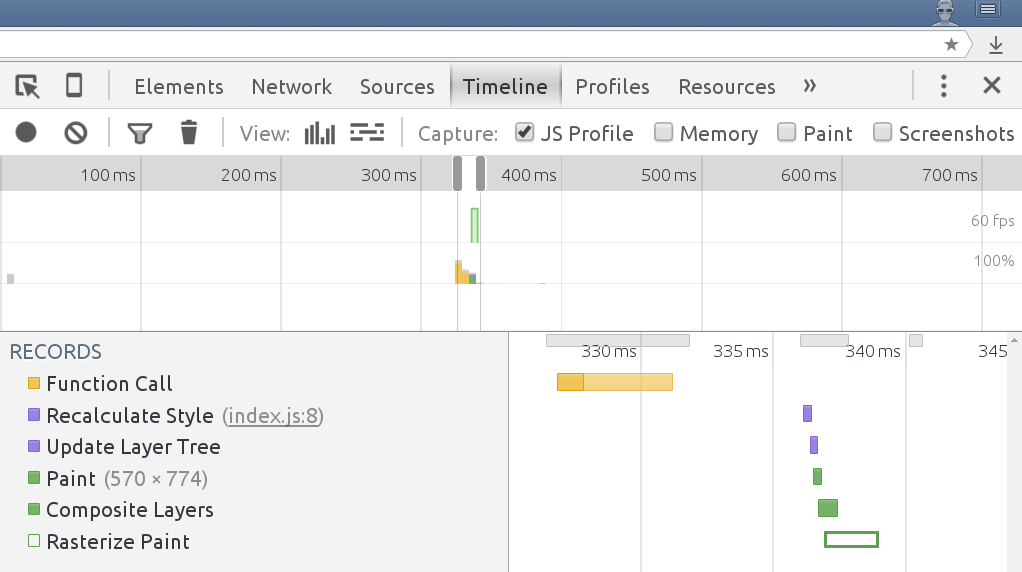 Elements Network Sources Timeline Profiles Resources »
View: Capture: JS Profile Memory Paint Screenshots
100 ms 200 ms 300 ms 400 ms 500 ms 600 ms 700 ms
60 fps
100%
RECORDS
330 ms 335 ms 340 ms 345
Function Call
Recalculate Style (index.js:8)
Update Layer Tree
Paint (570 × 774)
Composite Layers
Rasterize Paint